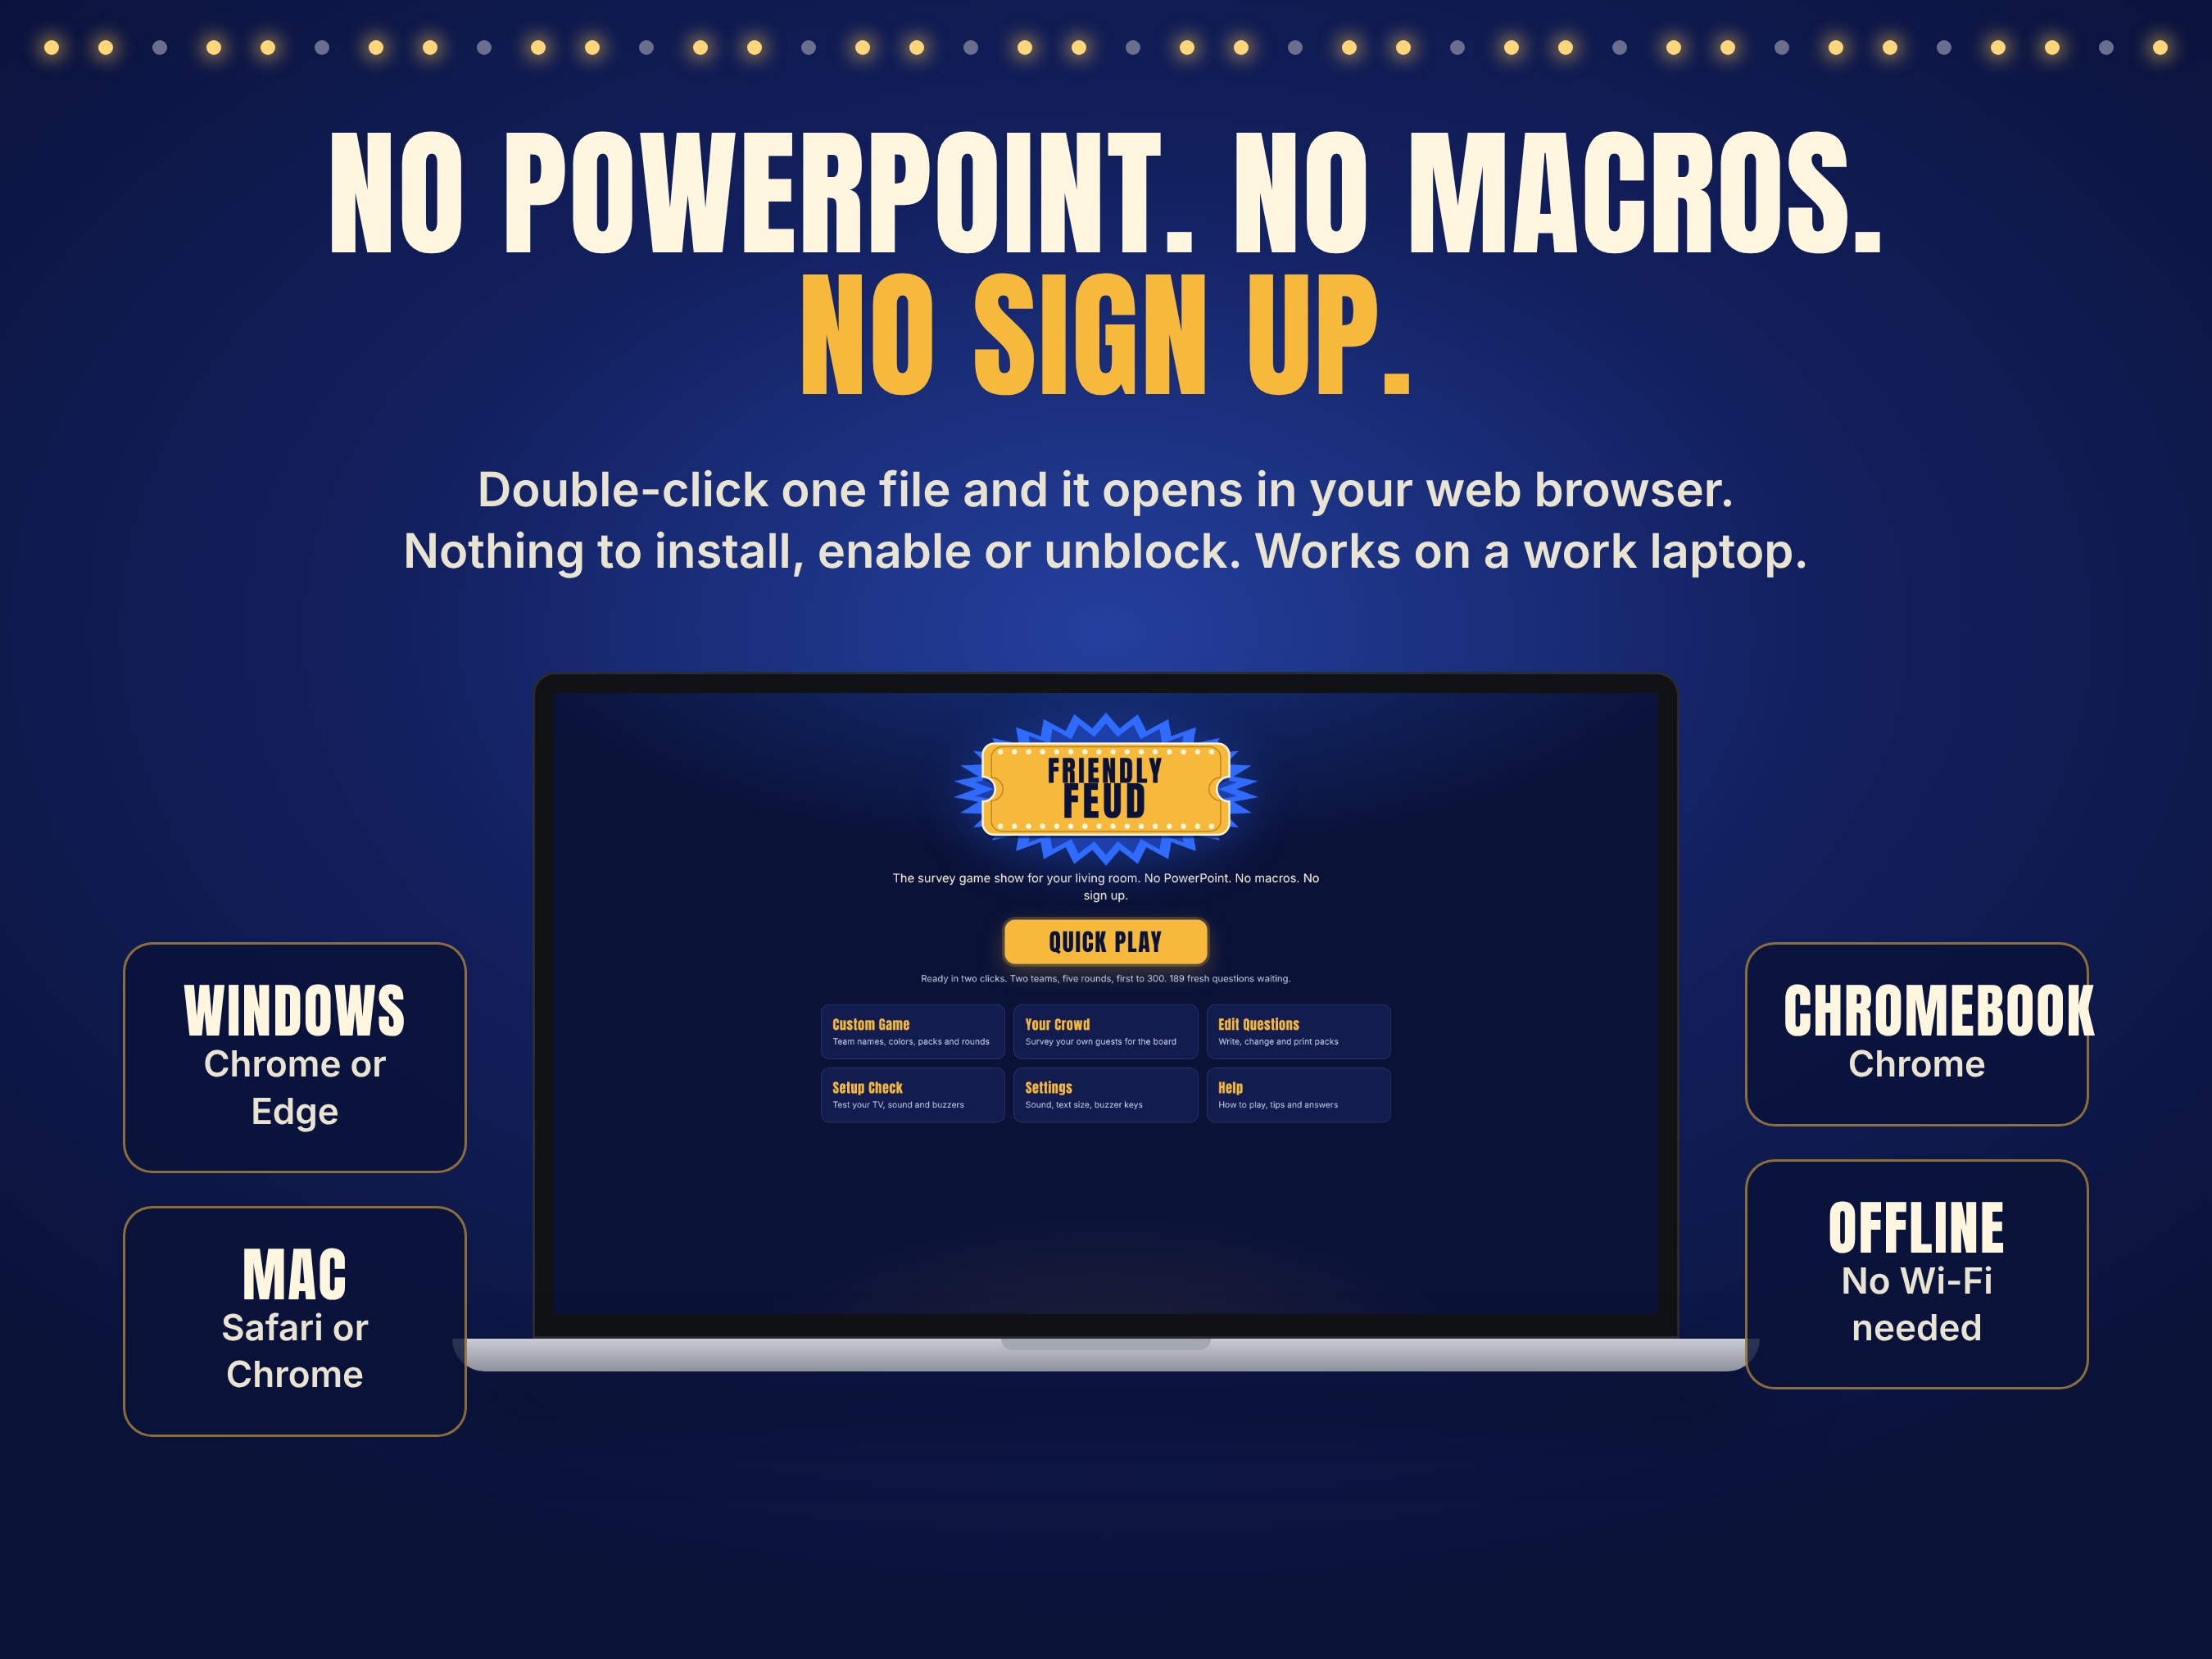 NO POWERPOINT. NO MACROS.
NO SIGN UP.
Double-click one file and it opens in your web browser.
Nothing to install, enable or unblock. Works on a work laptop.
FRIENDLY
FEUD
The survey game show for your living room. No PowerPoint. No macros. No
sign up.
QUICK PLAY
Ready in two clicks. Two teams, five rounds, first to 300. 189 fresh questions waiting.
Custom Game
Team names, colors, packs and rounds
Your Crowd
Survey your own guests for the board
Edit Questions
Write, change and print packs
Setup Check
Test your TV, sound and buzzers
Settings
Sound, text size, buzzer keys
Help
How to play, tips and answers
WINDOWS
Chrome or
Edge
MAC
Safari or
Chrome
CHROMEBOOK
Chrome
OFFLINE
No Wi-Fi
needed